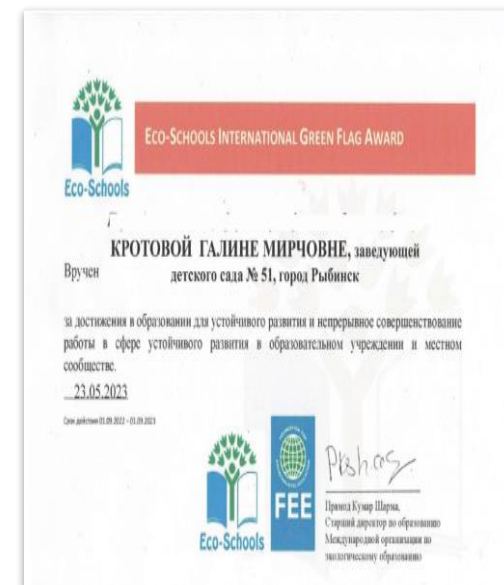 ECO-SCHOOLS INTERNATIONAL GREEN FLAG AWARD
Eco-Schools
КРОТОВОЙ ГАЛИНЕ МИРЧОВНЕ, заведующей
Вручен детского сада № 51, город Рыбинск
за достижения в образовании для устойчивого развития и непрерывное совершенствование
работы в сфере устойчивого развития в образовательном учреждении и местном
сообществе.
23.05.2023
Срок действия 01.09.2022 – 01.09.2023
Eco-Schools
FEE
Прамод Кумар Шарма,
Старший директор по образованию
Международной организации по
экологическому образованию